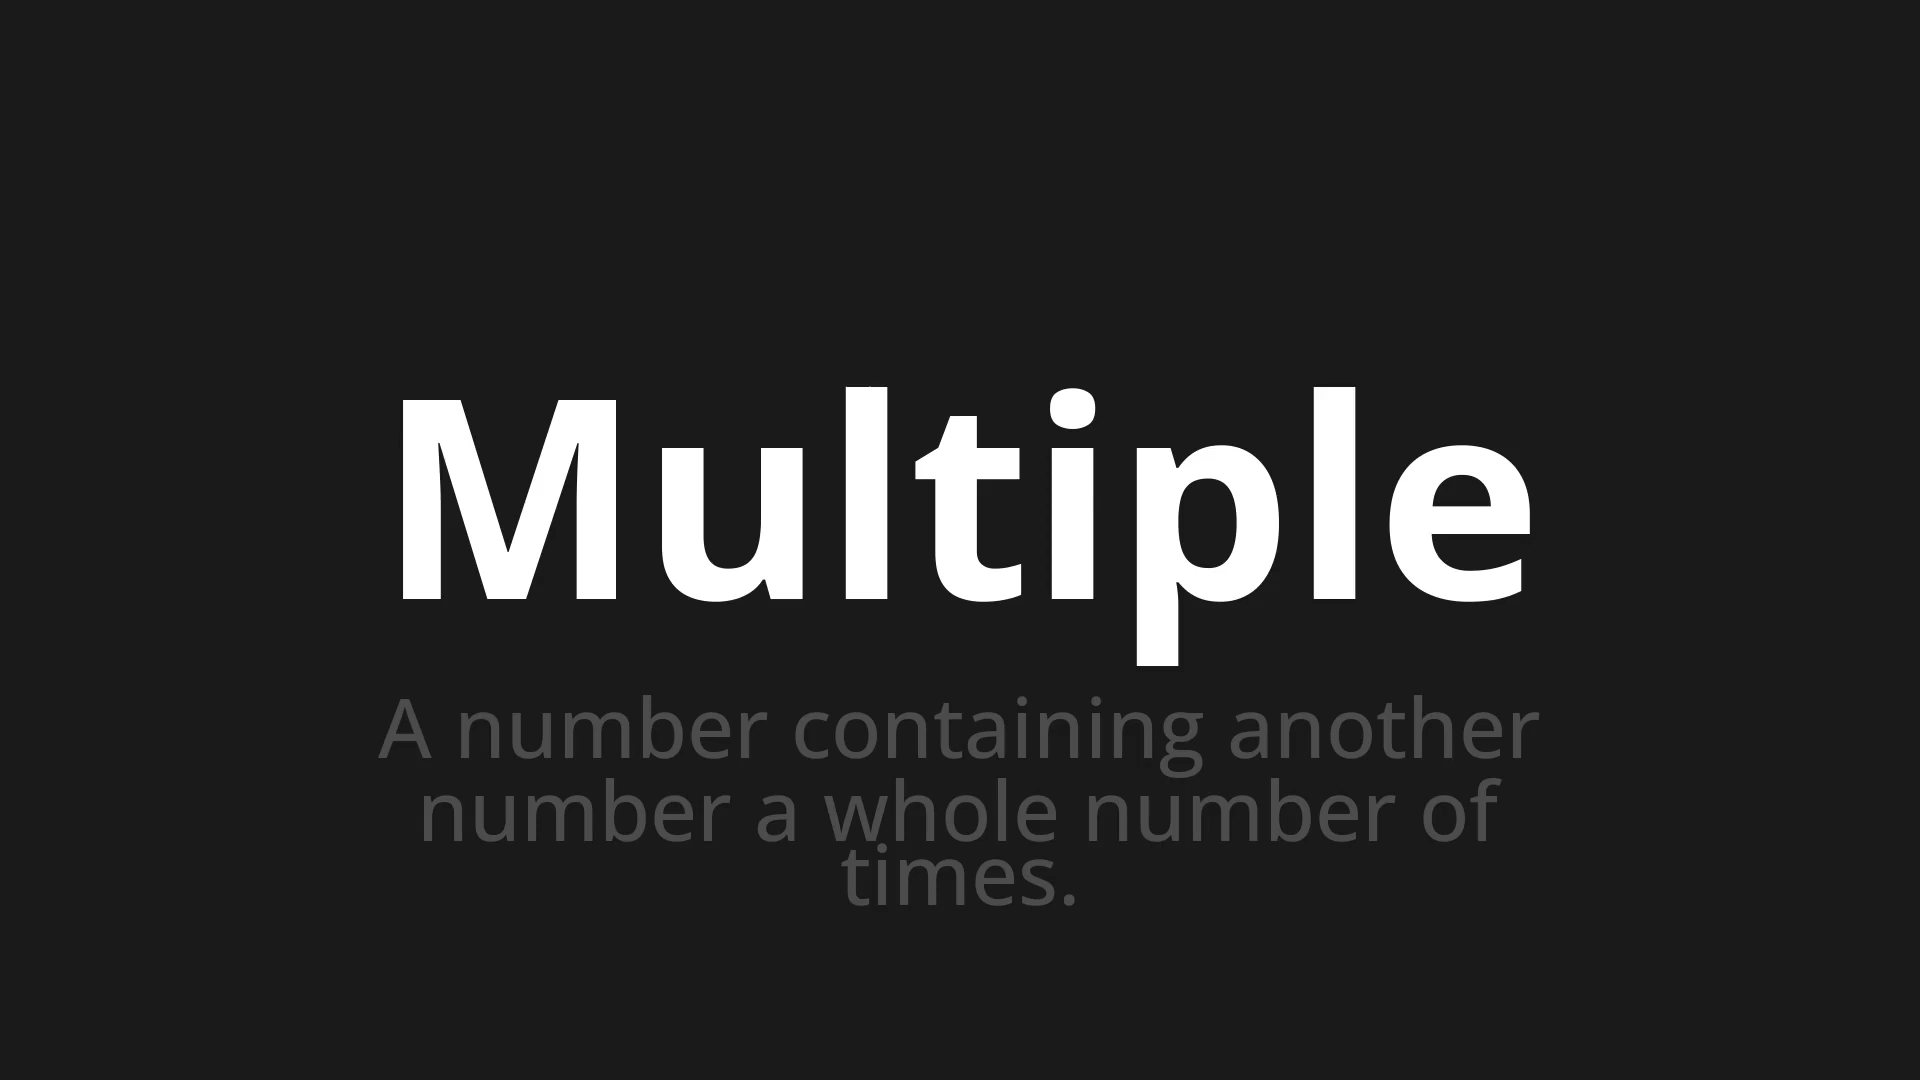 Multiple
A number containing another
number a whole number of
times.